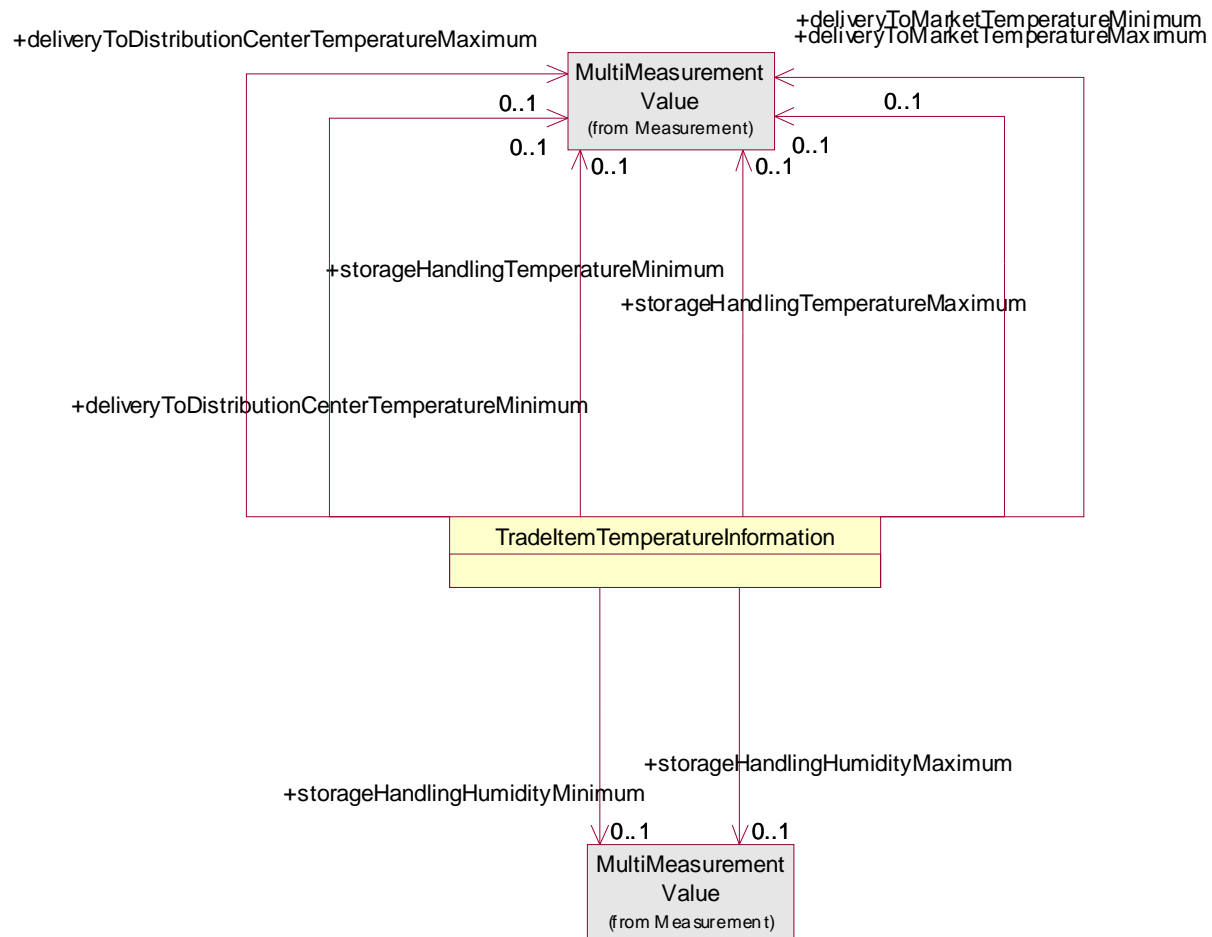 +deliveryToMarketTemperatureMinimum
+deliveryToDistributionCenterTemperatureMaximum
+deliveryToMarketTemperatureMaximum
MultiMeasurement
Value
(from Measurement)
0..1
0..1
0..1
0..1
0..1
0..1
+storageHandlingTemperatureMinimum
+storageHandlingTemperatureMaximum
+deliveryToDistributionCenterTemperatureMinimum
TradeItemTemperatureInformation
+storageHandlingHumidityMaximum
+storageHandlingHumidityMinimum
0..1
0..1
MultiMeasurement
Value
(from Measurement)